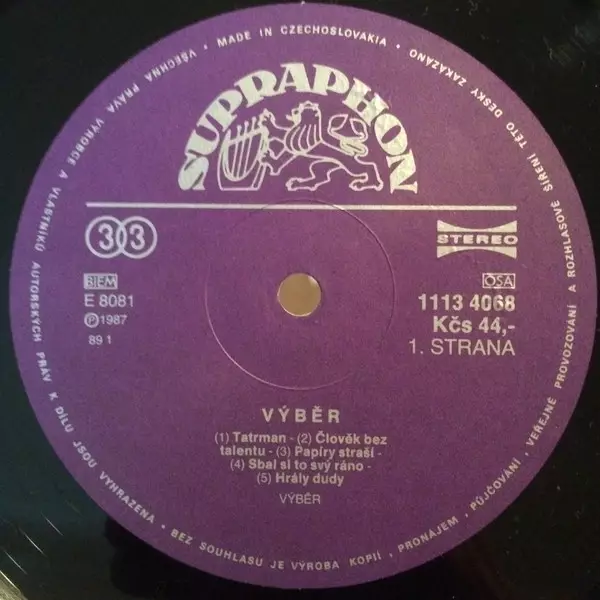 VŠECHNA PRÁVA VÝROBCE A VLASTNÍKŮ AUTORSKÝCH PRÁV K DÍLU JSOU VYHRAZENA • BEZ SOUHLASU JE VÝROBA KOPIÍ, PRONÁJEM, PŮJČOVÁNÍ, VEŘEJNÉ PROVOZOVÁNÍ A ROZHLASOVÉ ŠÍŘENÍ TÉTO DESKY ZAKÁZÁNO • MADE IN CZECHOSLOVAKIA •
SUPRAPHON
33
STEREO
BIEM
E 8081
Ⓟ1987
89 1
OSA
1113 4068
Kčs 44,-
1. STRANA
VÝBĚR
(1) Tatrman - (2) Člověk bez
talentu - (3) Papíry straší -
(4) Sbal si to svý ráno -
(5) Hrály dudy
VÝBĚR